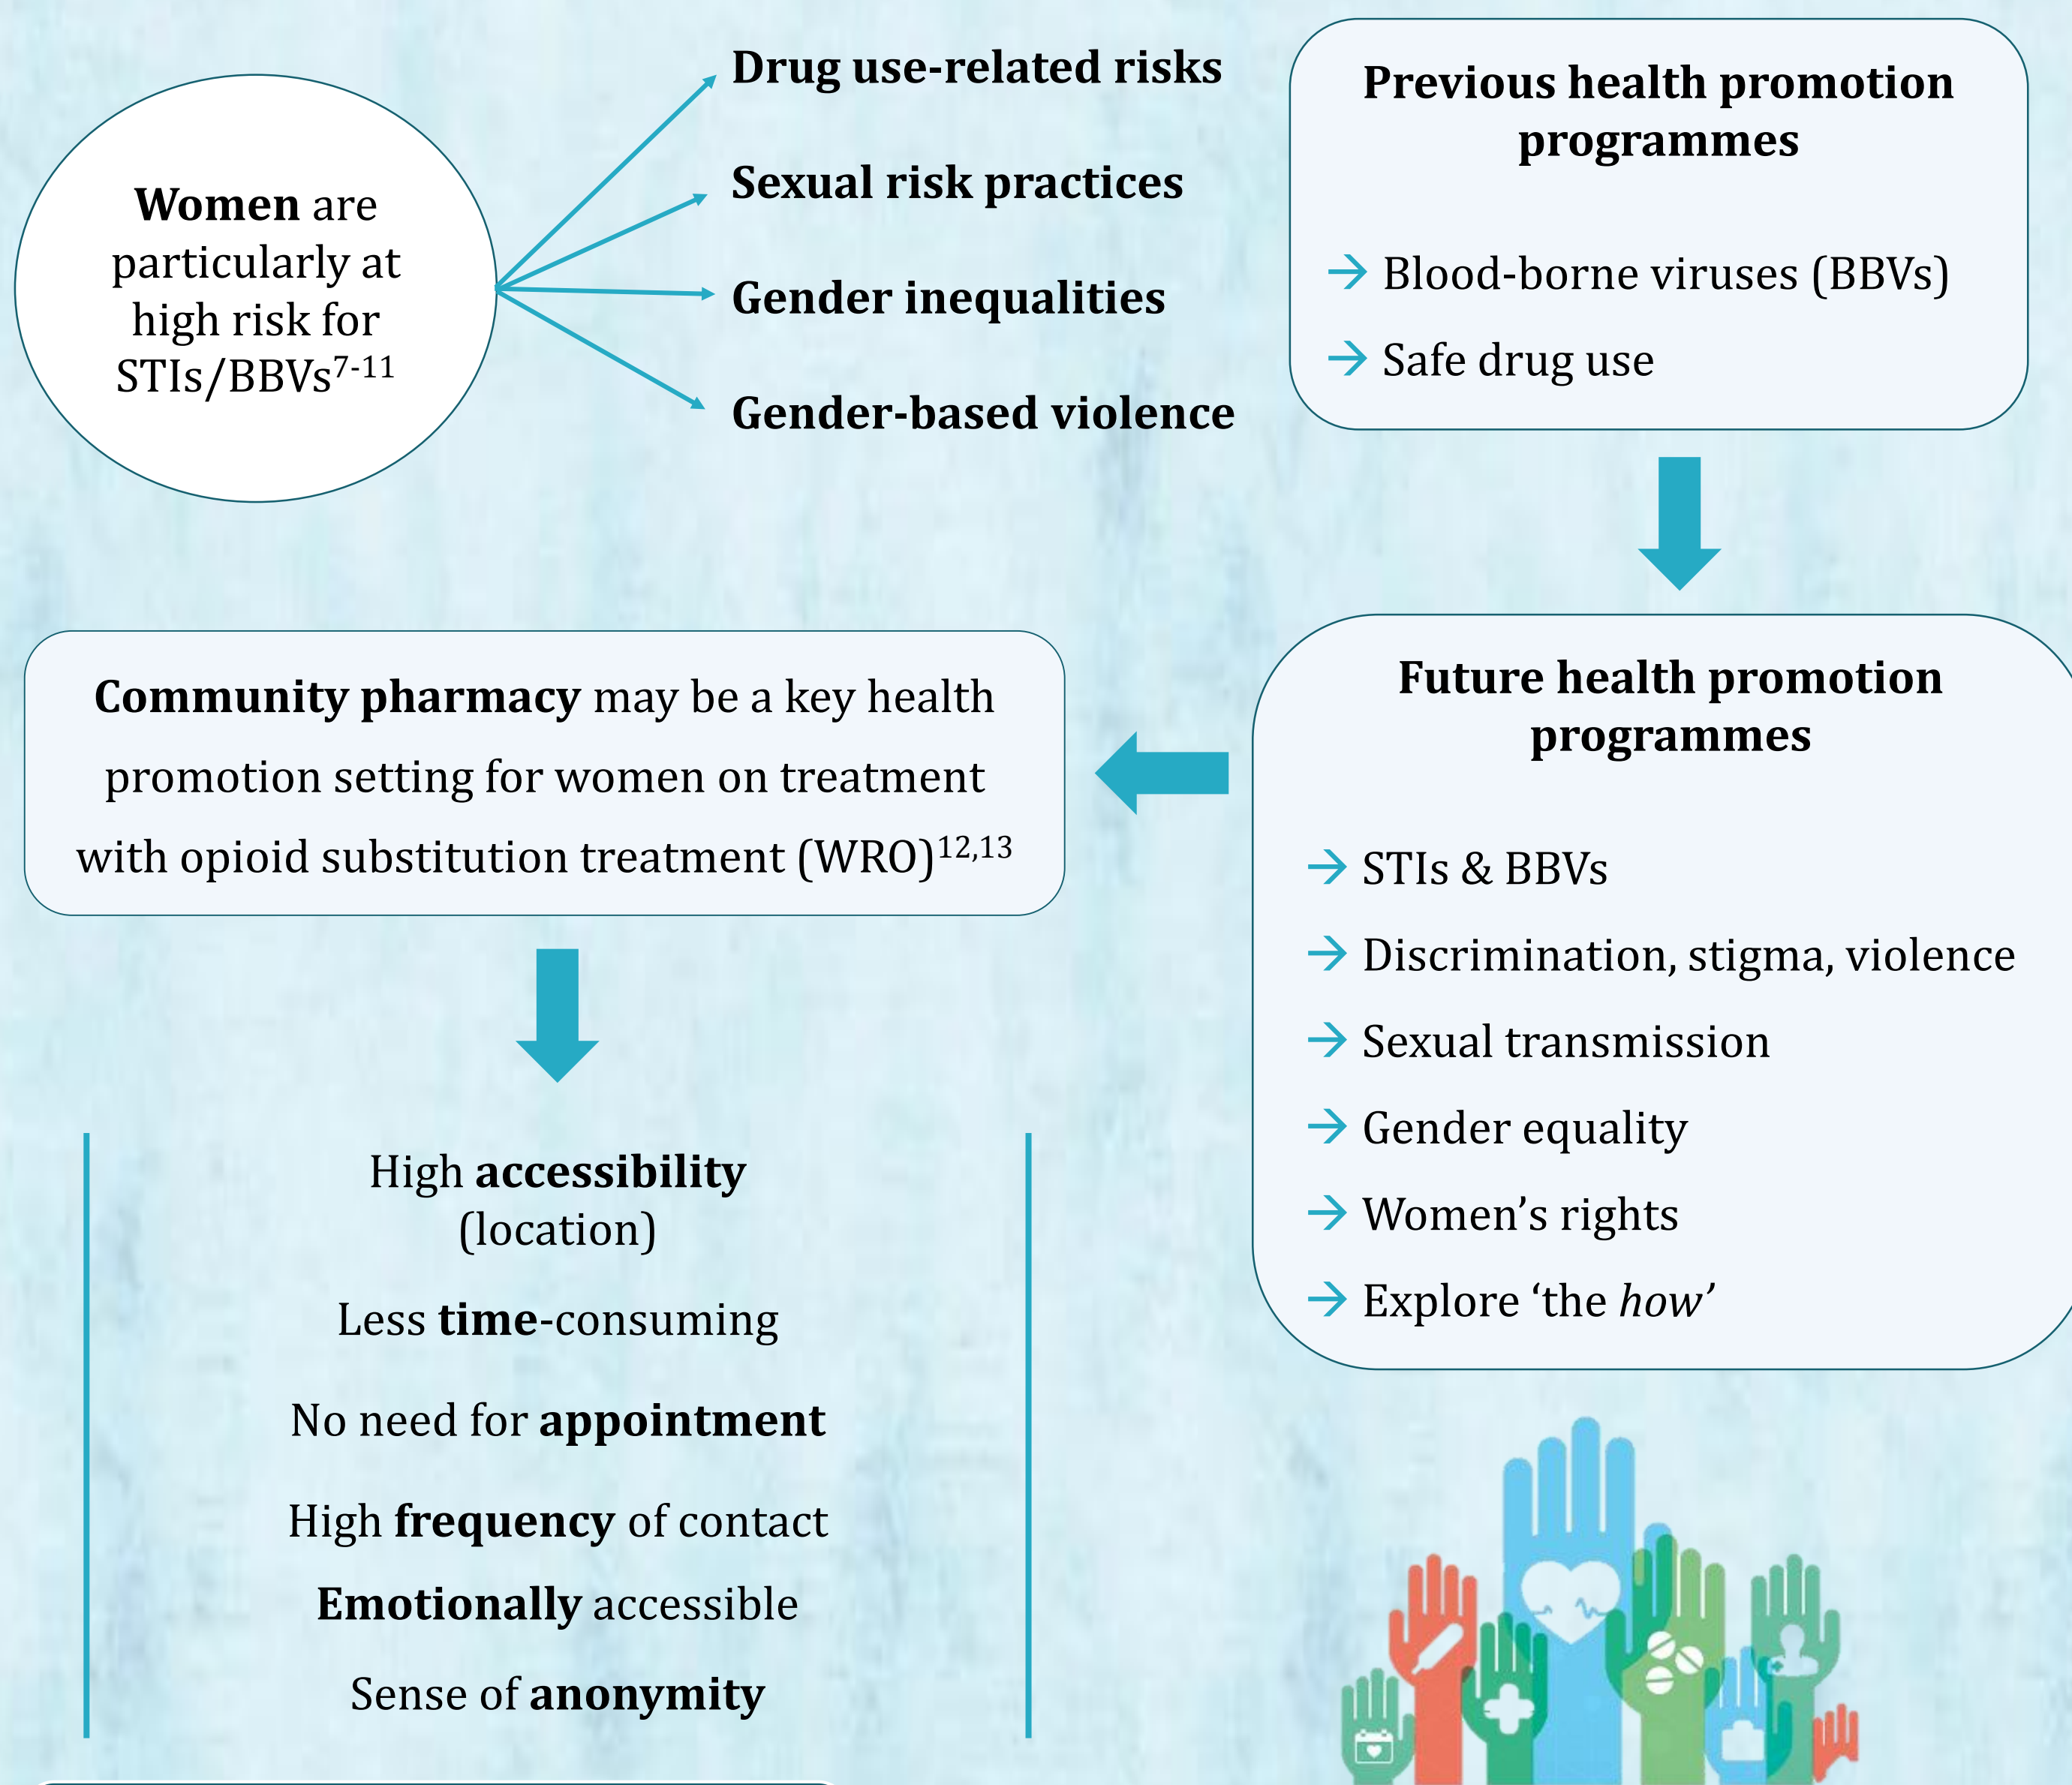 Women are
particularly at
high risk for
STIs/BBVs7-11
Drug use-related risks
Sexual risk practices
Gender inequalities
Gender-based violence
Previous health promotion
programmes
→ Blood-borne viruses (BBVs)
→ Safe drug use
Future health promotion
programmes
→ STIs & BBVs
→ Discrimination, stigma, violence
→ Sexual transmission
→ Gender equality
→ Women’s rights
→ Explore ‘the how’
Community pharmacy may be a key health
promotion setting for women on treatment
with opioid substitution treatment (WRO)12,13
High accessibility
(location)
Less time-consuming
No need for appointment
High frequency of contact
Emotionally accessible
Sense of anonymity